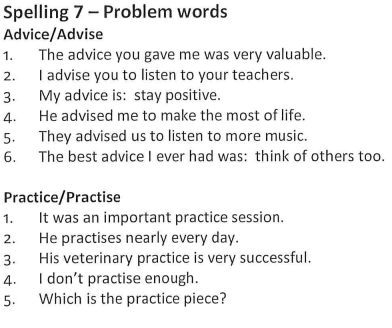 Spelling 7 – Problem words
Advice/Advise
1. The advice you gave me was very valuable.
2. I advise you to listen to your teachers.
3. My advice is: stay positive.
4. He advised me to make the most of life.
5. They advised us to listen to more music.
6. The best advice I ever had was: think of others too.
Practice/Practise
1. It was an important practice session.
2. He practises nearly every day.
3. His veterinary practice is very successful.
4. I don't practise enough.
5. Which is the practice piece?